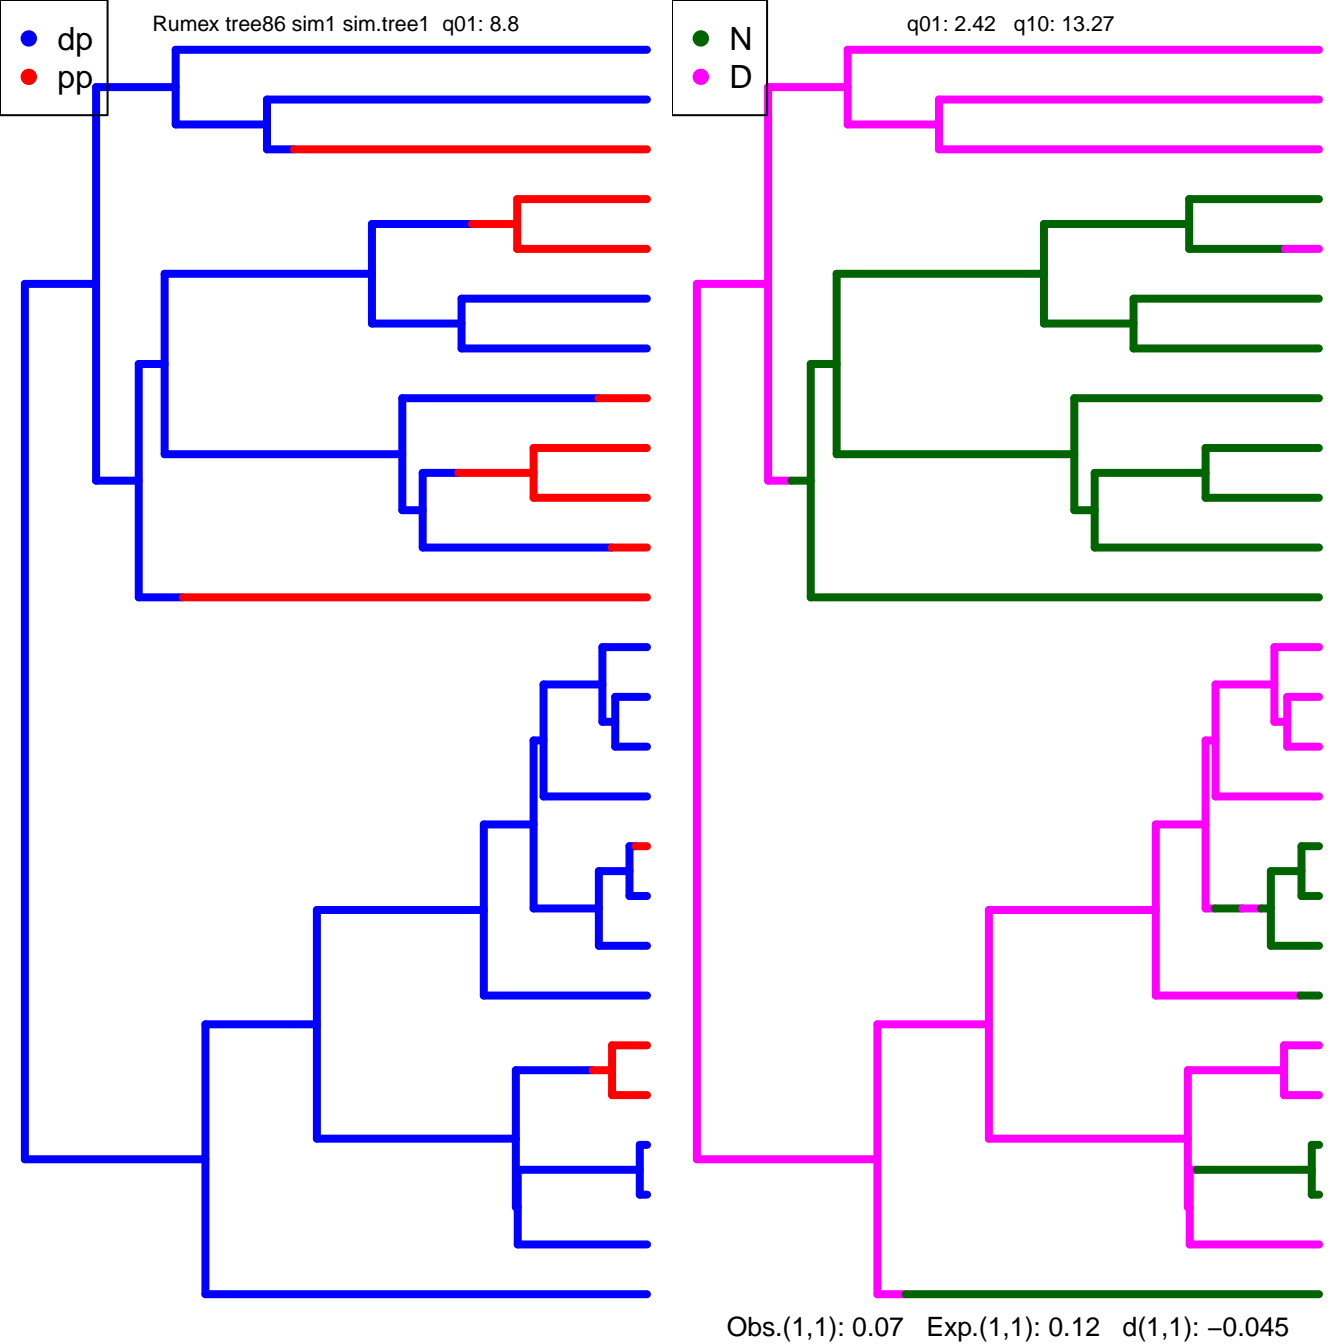 Rumex tree86 sim1 sim.tree1 q01: 8.8
dp
pp
q01: 2.42 q10: 13.27
N
D
Obs.(1,1): 0.07 Exp.(1,1): 0.12 d(1,1): −0.045